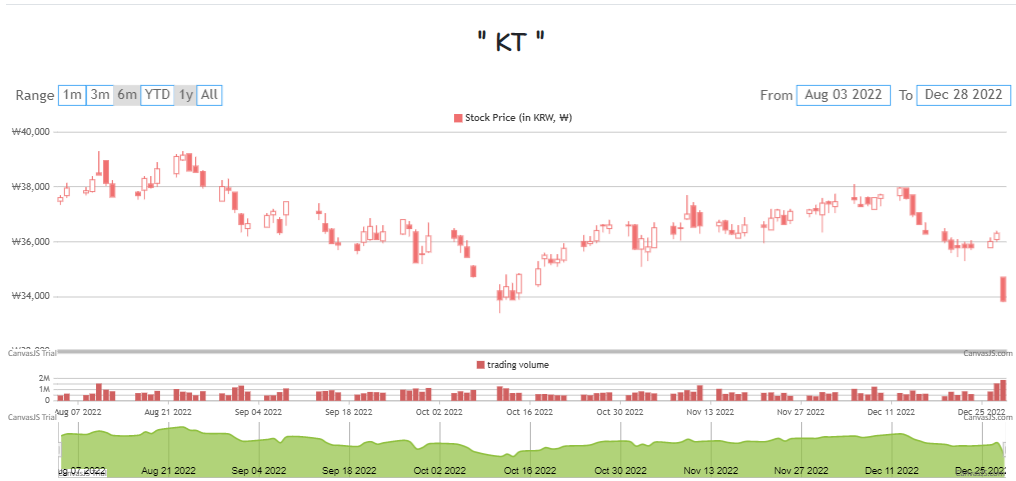 " KT "
Range 1m 3m 6m YTD 1y All From Aug 03 2022 To Dec 28 2022
Stock Price (in KRW, ₩)
₩40,000
₩38,000
₩36,000
₩34,000
CanvasJS Trial CanvasJS.com
trading volume
2M
1M
0
Aug 07 2022 Aug 21 2022 Sep 04 2022 Sep 18 2022 Oct 02 2022 Oct 16 2022 Oct 30 2022 Nov 13 2022 Nov 27 2022 Dec 11 2022 Dec 25 2022
CanvasJS Trial CanvasJS.com
07 2022 Aug 21 2022 Sep 04 2022 Sep 18 2022 Oct 02 2022 Oct 16 2022 Oct 30 2022 Nov 13 2022 Nov 27 2022 Dec 11 2022 Dec 25 2022